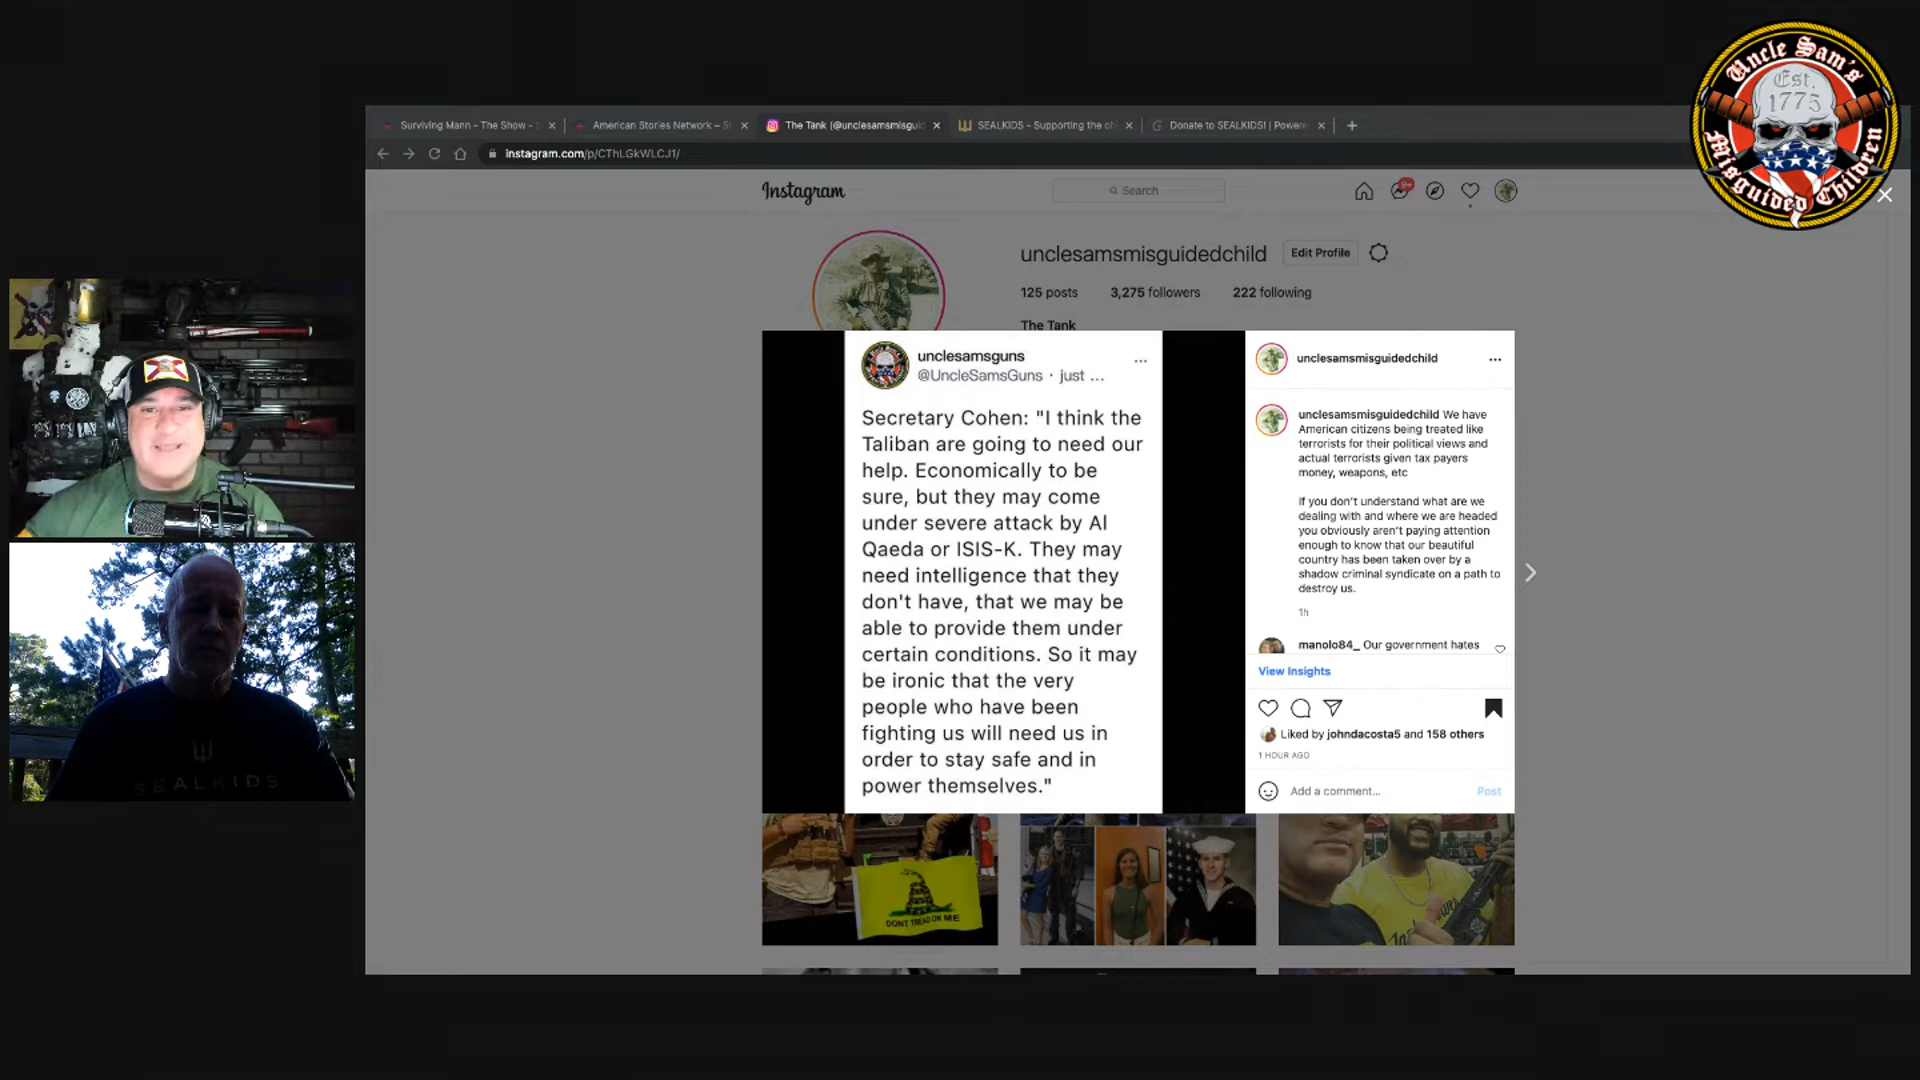 Uncle Sam's
Est.
1775
Misguided Children
Surviving Mann - The Show -
American Stories Network –
The Tank (@unclesamsmisguid
SEALKIDS - Supporting the ch
Donate to SEALKIDS! | Powere
instagram.com/p/CThLGkWLCJ1/
Instagram
Search
9+
unclesamsmisguidedchild
Edit Profile
125 posts
3,275 followers
222 following
The Tank
unclesamsguns
@UncleSamsGuns · just ...
Secretary Cohen: "I think the
Taliban are going to need our
help. Economically to be
sure, but they may come
under severe attack by Al
Qaeda or ISIS-K. They may
need intelligence that they
don't have, that we may be
able to provide them under
certain conditions. So it may
be ironic that the very
people who have been
fighting us will need us in
order to stay safe and in
power themselves."
unclesamsmisguidedchild
unclesamsmisguidedchild We have
American citizens being treated like
terrorists for their political views and
actual terrorists given tax payers
money, weapons, etc
If you don't understand what are we
dealing with and where we are headed
you obviously aren't paying attention
enough to know that our beautiful
country has been taken over by a
shadow criminal syndicate on a path to
destroy us.
1h
manolo84_ Our government hates
View Insights
Liked by johndacosta5 and 158 others
1 HOUR AGO
Add a comment...
Post
SEALKIDS
DONT TREAD ON ME